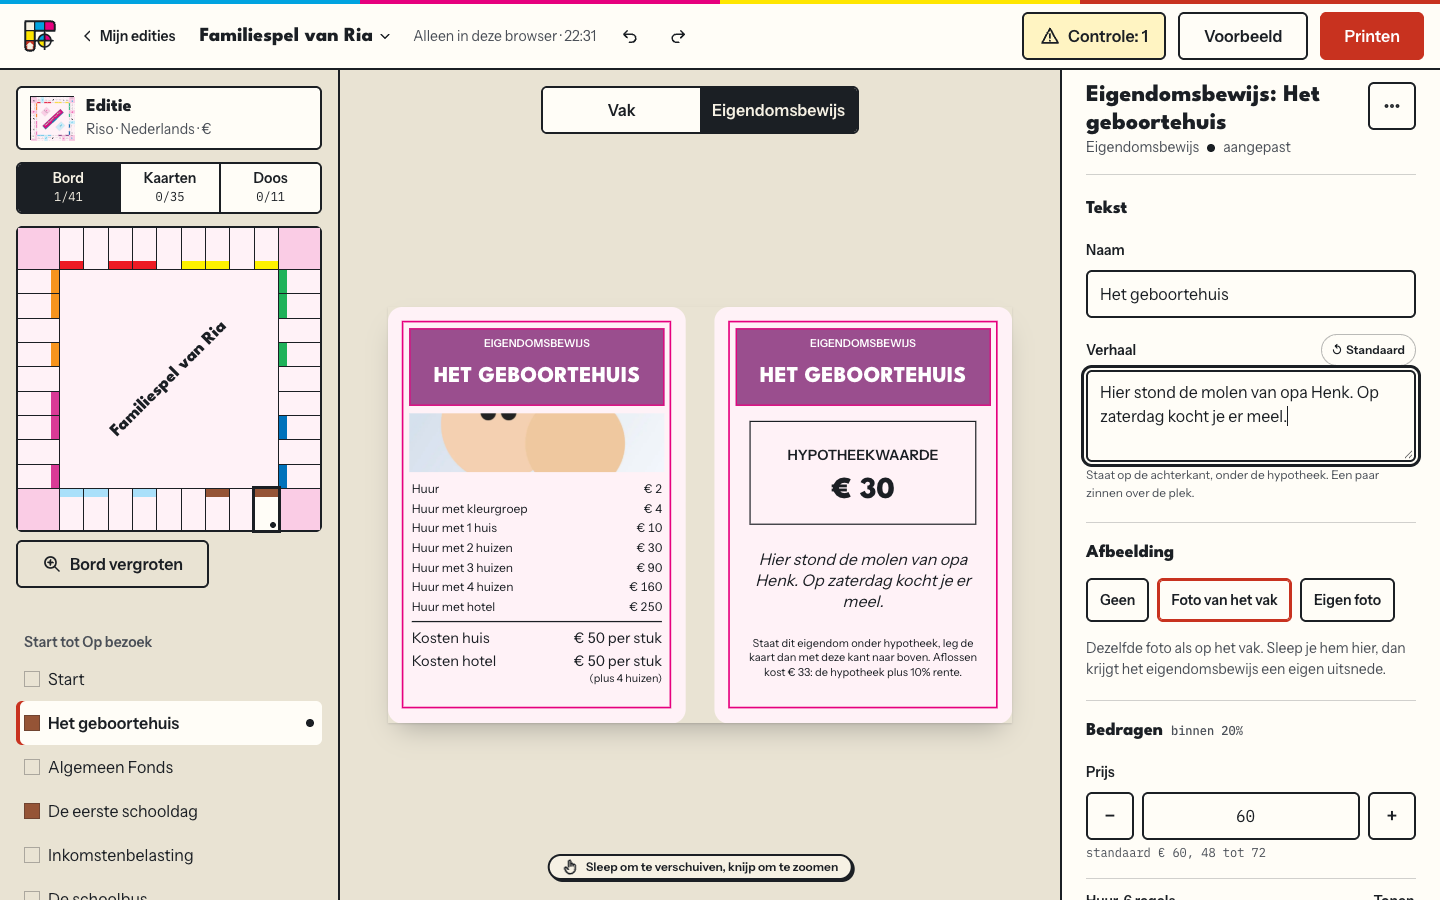 Mijn edities
Familiespel van Ria
Alleen in deze browser · 22:31
Controle: 1
Voorbeeld
Printen
Editie
Riso · Nederlands · €
Bord
1/41
Kaarten
0/35
Doos
0/11
Familiespel van Ria
Bord vergroten
Start tot Op bezoek
Start
Het geboortehuis
Algemeen Fonds
De eerste schooldag
Inkomstenbelasting
De schoolbus
Vak
Eigendomsbewijs
EIGENDOMSBEWIJS
HET GEBOORTEHUIS
Huur € 2
Huur met kleurgroep € 4
Huur met 1 huis € 10
Huur met 2 huizen € 30
Huur met 3 huizen € 90
Huur met 4 huizen € 160
Huur met hotel € 250
Kosten huis € 50 per stuk
Kosten hotel € 50 per stuk
(plus 4 huizen)
EIGENDOMSBEWIJS
HET GEBOORTEHUIS
HYPOTHEEKWAARDE
€ 30
Hier stond de molen van opa
Henk. Op zaterdag kocht je er
meel.
Staat dit eigendom onder hypotheek, leg de
kaart dan met deze kant naar boven. Aflossen
kost € 33: de hypotheek plus 10% rente.
Sleep om te verschuiven, knijp om te zoomen
Eigendomsbewijs: Het
geboortehuis
Eigendomsbewijs ● aangepast
Tekst
Naam
Het geboortehuis
Verhaal
Standaard
Hier stond de molen van opa Henk. Op
zaterdag kocht je er meel.
Staat op de achterkant, onder de hypotheek. Een paar
zinnen over de plek.
Afbeelding
Geen
Foto van het vak
Eigen foto
Dezelfde foto als op het vak. Sleep je hem hier, dan
krijgt het eigendomsbewijs een eigen uitsnede.
Bedragen binnen 20%
Prijs
− 60 +
standaard € 60, 48 tot 72
Huur, 6 regels
Tonen